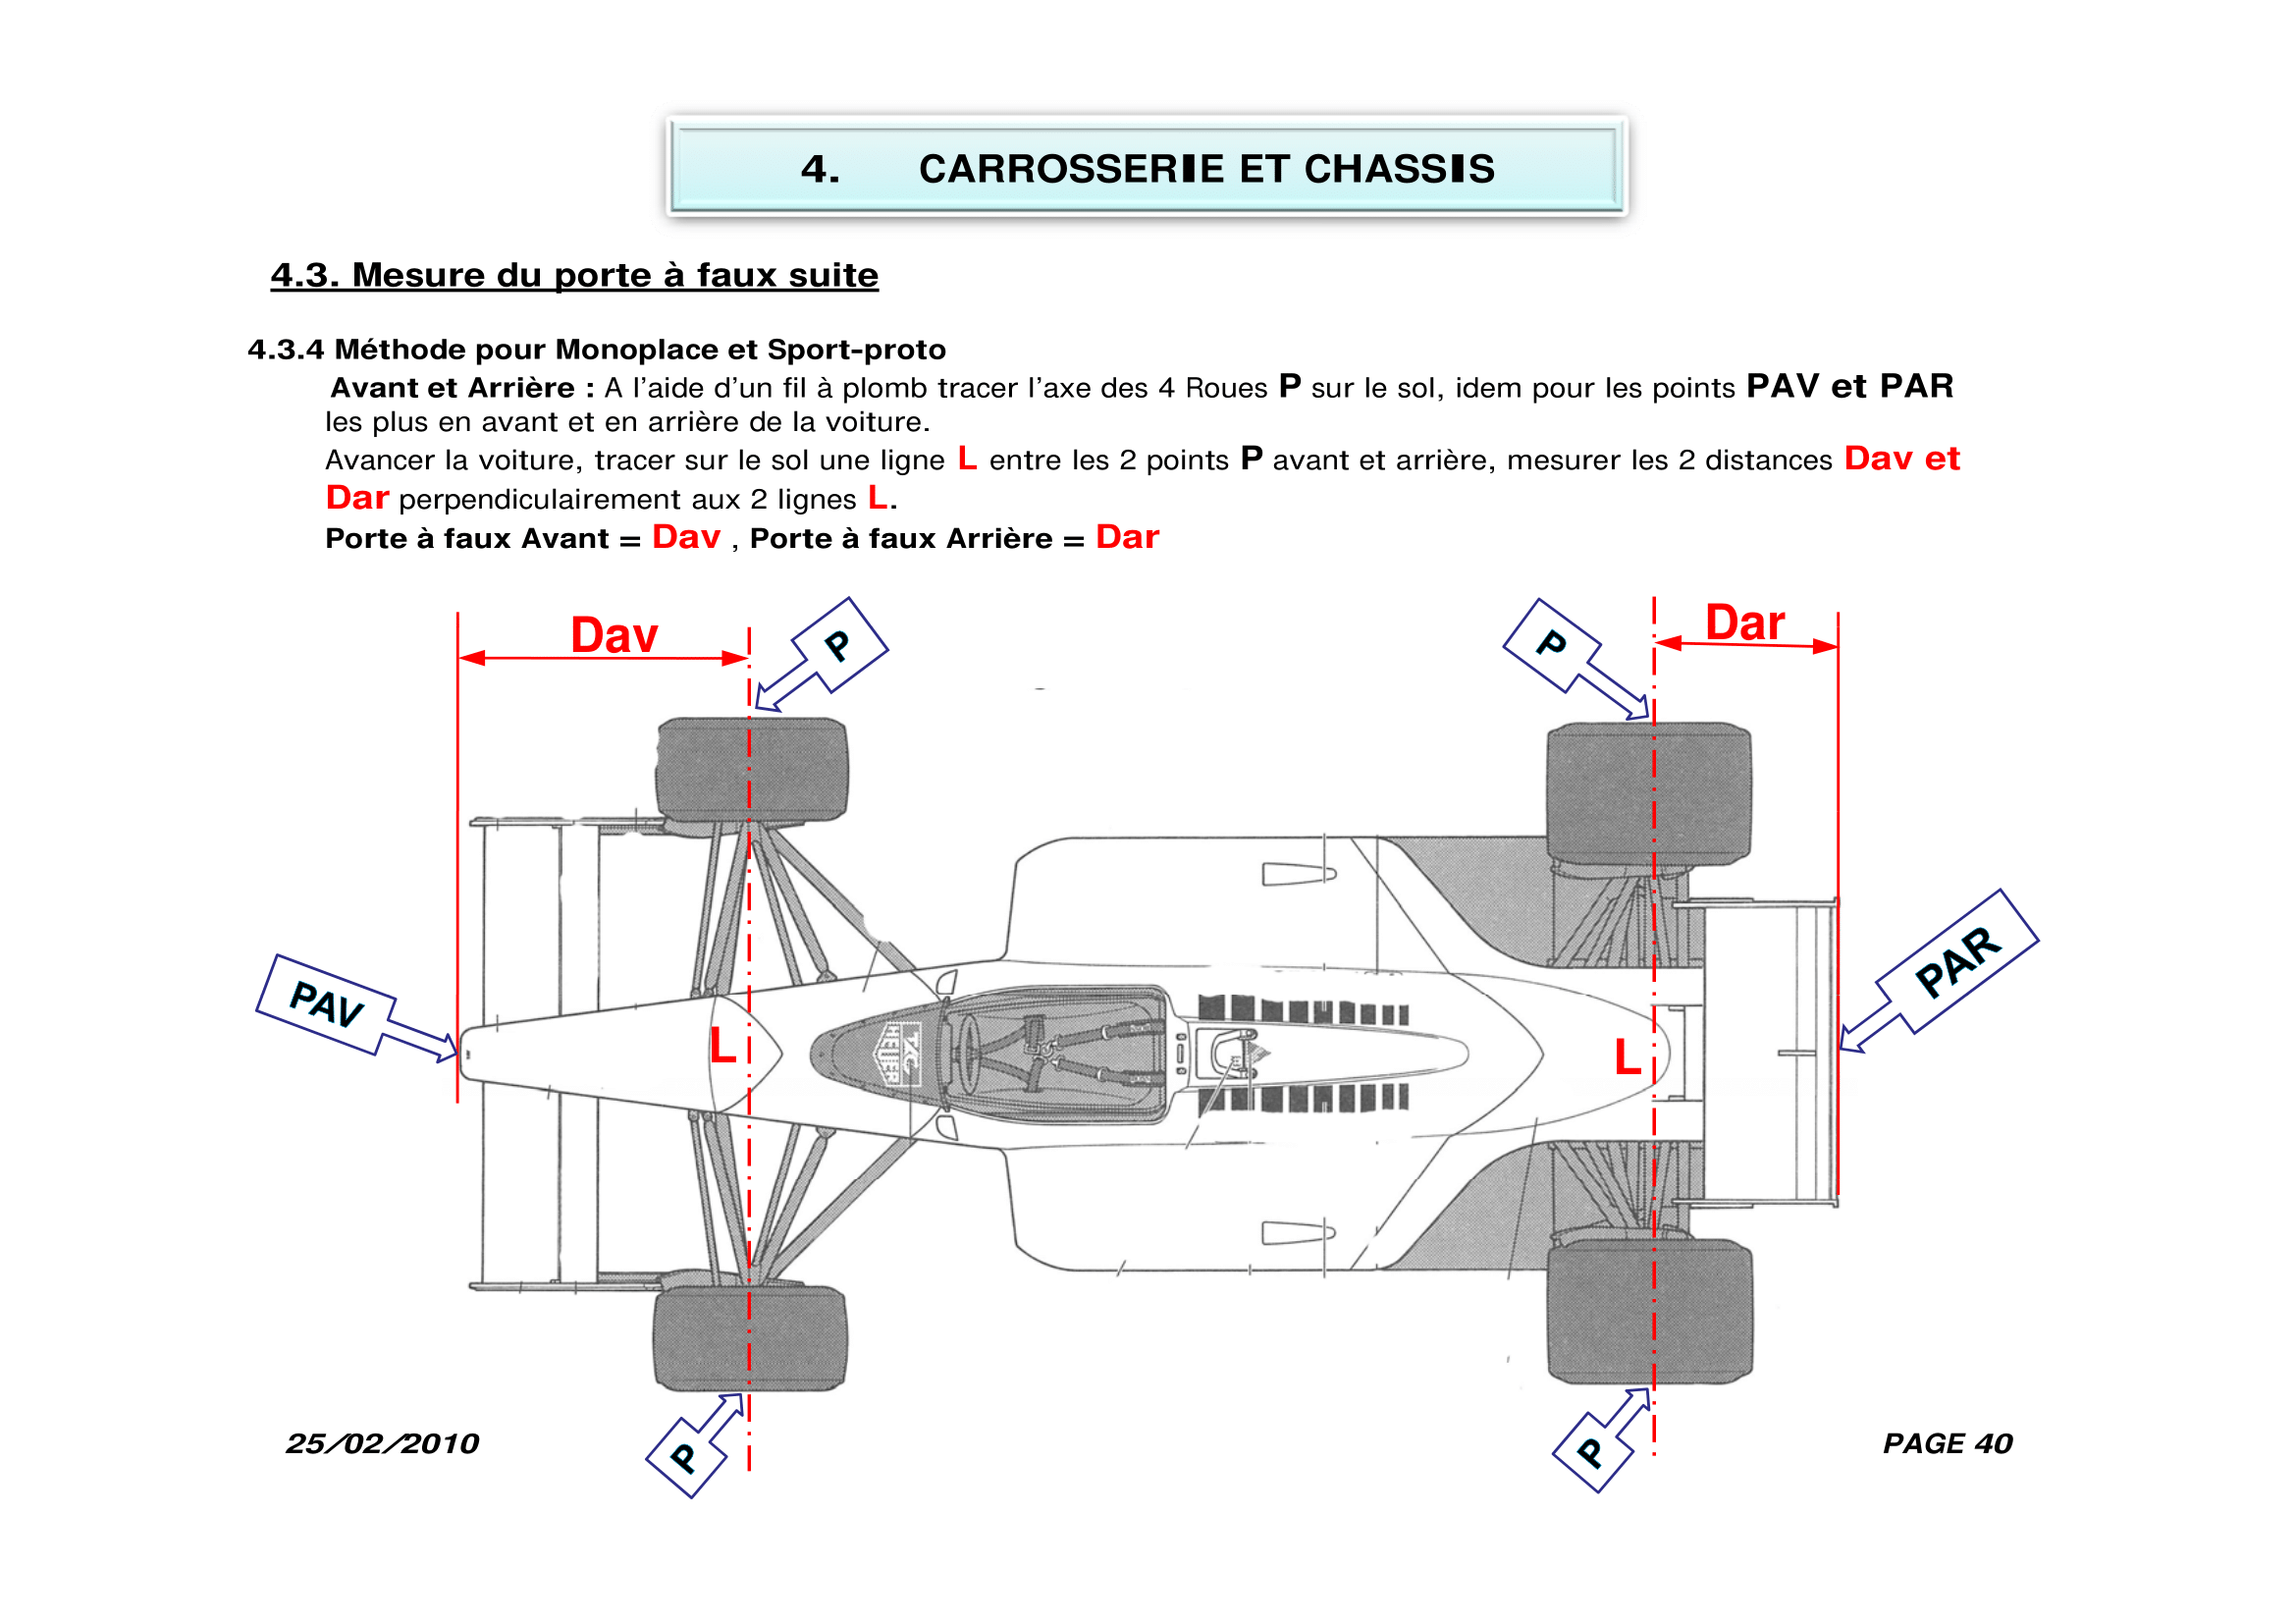 4. CARROSSERIE ET CHASSIS
4.3. Mesure du porte à faux suite
4.3.4 Méthode pour Monoplace et Sport-proto
Avant et Arrière : A l'aide d'un fil à plomb tracer l'axe des 4 Roues P sur le sol, idem pour les points PAV et PAR
les plus en avant et en arrière de la voiture.
Avancer la voiture, tracer sur le sol une ligne L entre les 2 points P avant et arrière, mesurer les 2 distances Dav et
Dar perpendiculairement aux 2 lignes L.
Porte à faux Avant = Dav , Porte à faux Arrière = Dar
Dav
P
P
Dar
PAV
L
L
PAR
P
P
25/02/2010
PAGE 40